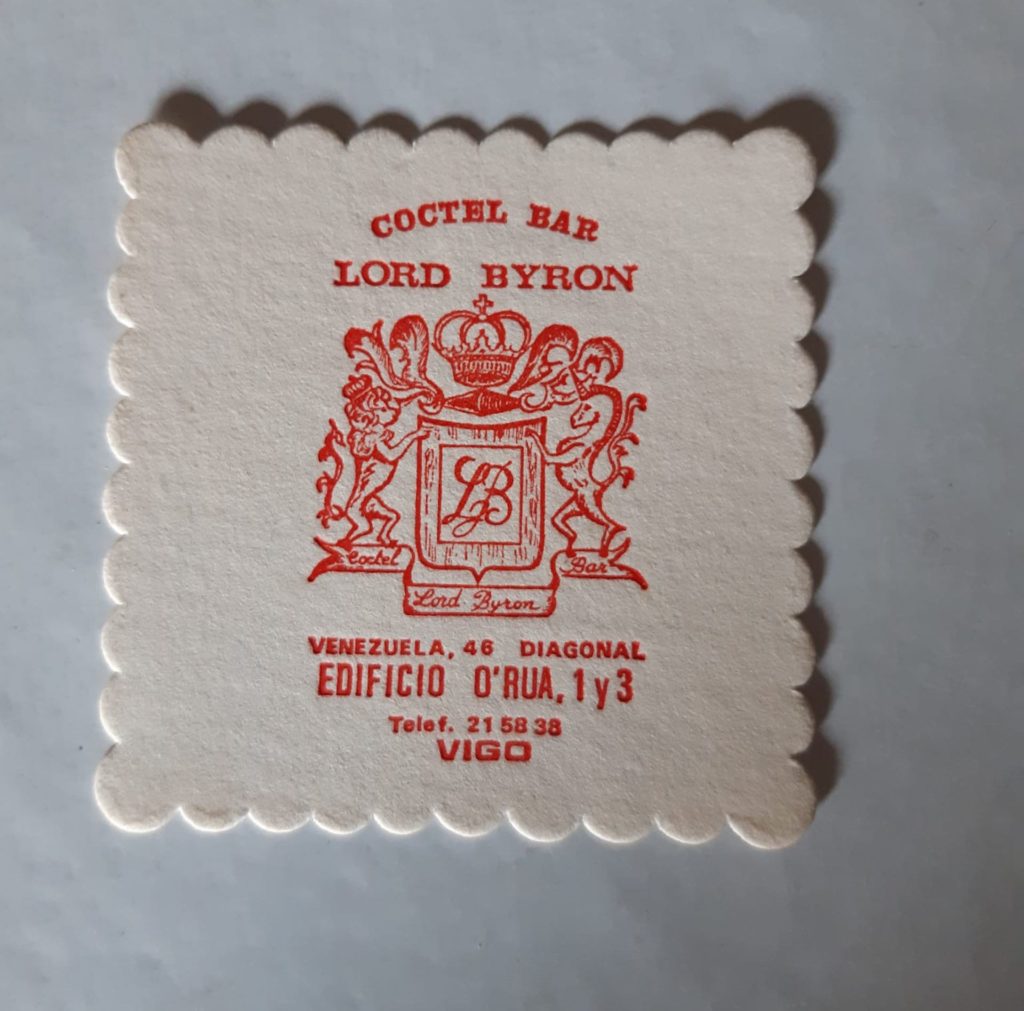 COCTEL BAR
LORD BYRON
LB
Coctel
Bar
Lord Byron
VENEZUELA, 46 DIAGONAL
EDIFICIO O'RUA, 1 y 3
Telef. 21 58 38
VIGO